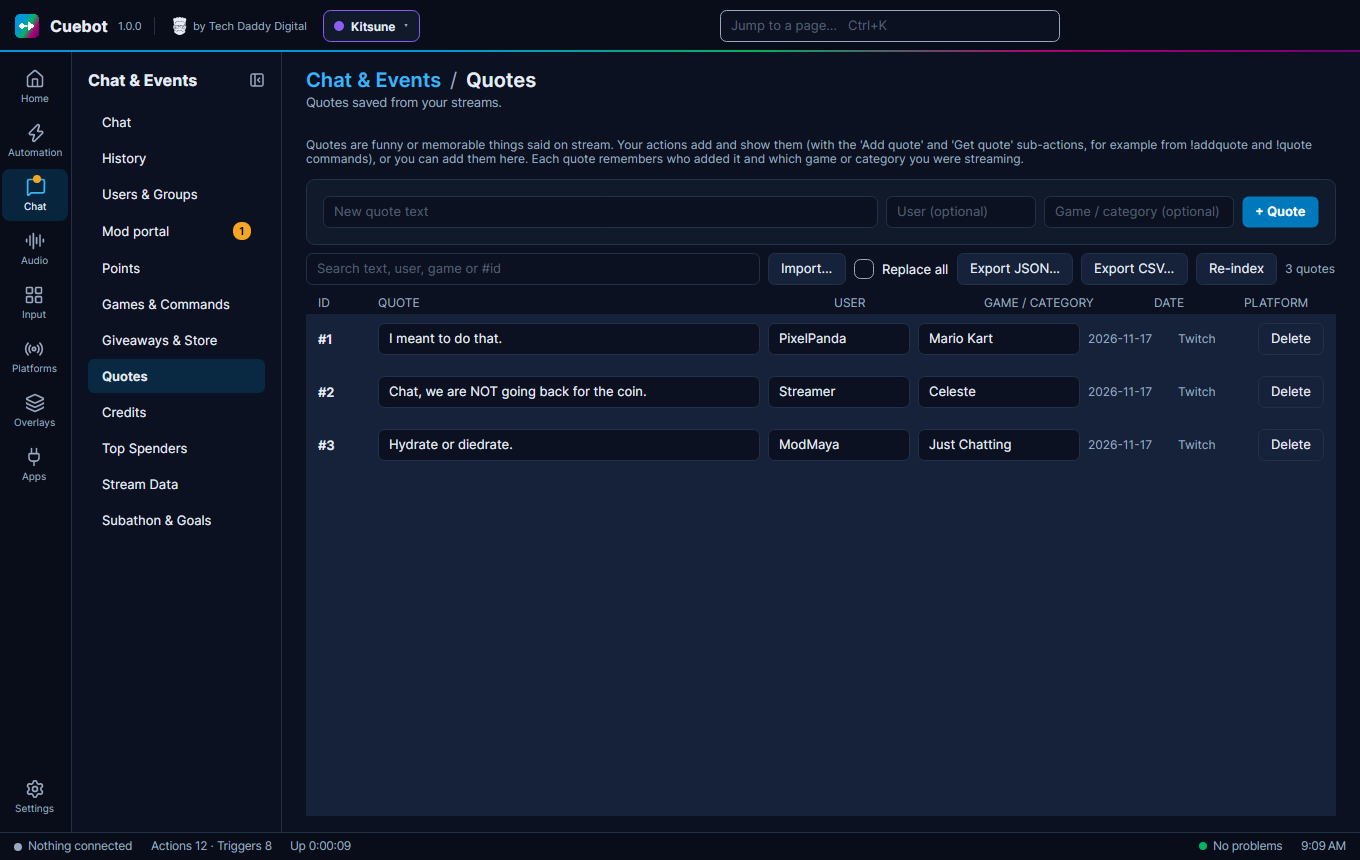 Cuebot 1.0.0 by Tech Daddy Digital Kitsune Jump to a page... Ctrl+K
Home
Automation
Chat
Audio
Input
Platforms
Overlays
Apps
Settings
Chat & Events
Chat
History
Users & Groups
Mod portal 1
Points
Games & Commands
Giveaways & Store
Quotes
Credits
Top Spenders
Stream Data
Subathon & Goals
Chat & Events / Quotes
Quotes saved from your streams.
Quotes are funny or memorable things said on stream. Your actions add and show them (with the 'Add quote' and 'Get quote' sub-actions, for example from !addquote and !quote
commands), or you can add them here. Each quote remembers who added it and which game or category you were streaming.
New quote text User (optional) Game / category (optional) + Quote
Search text, user, game or #id Import... Replace all Export JSON... Export CSV... Re-index 3 quotes
ID QUOTE USER GAME / CATEGORY DATE PLATFORM
#1 I meant to do that. PixelPanda Mario Kart 2026-11-17 Twitch Delete
#2 Chat, we are NOT going back for the coin. Streamer Celeste 2026-11-17 Twitch Delete
#3 Hydrate or diedrate. ModMaya Just Chatting 2026-11-17 Twitch Delete
Nothing connected Actions 12 · Triggers 8 Up 0:00:09 No problems 9:09 AM